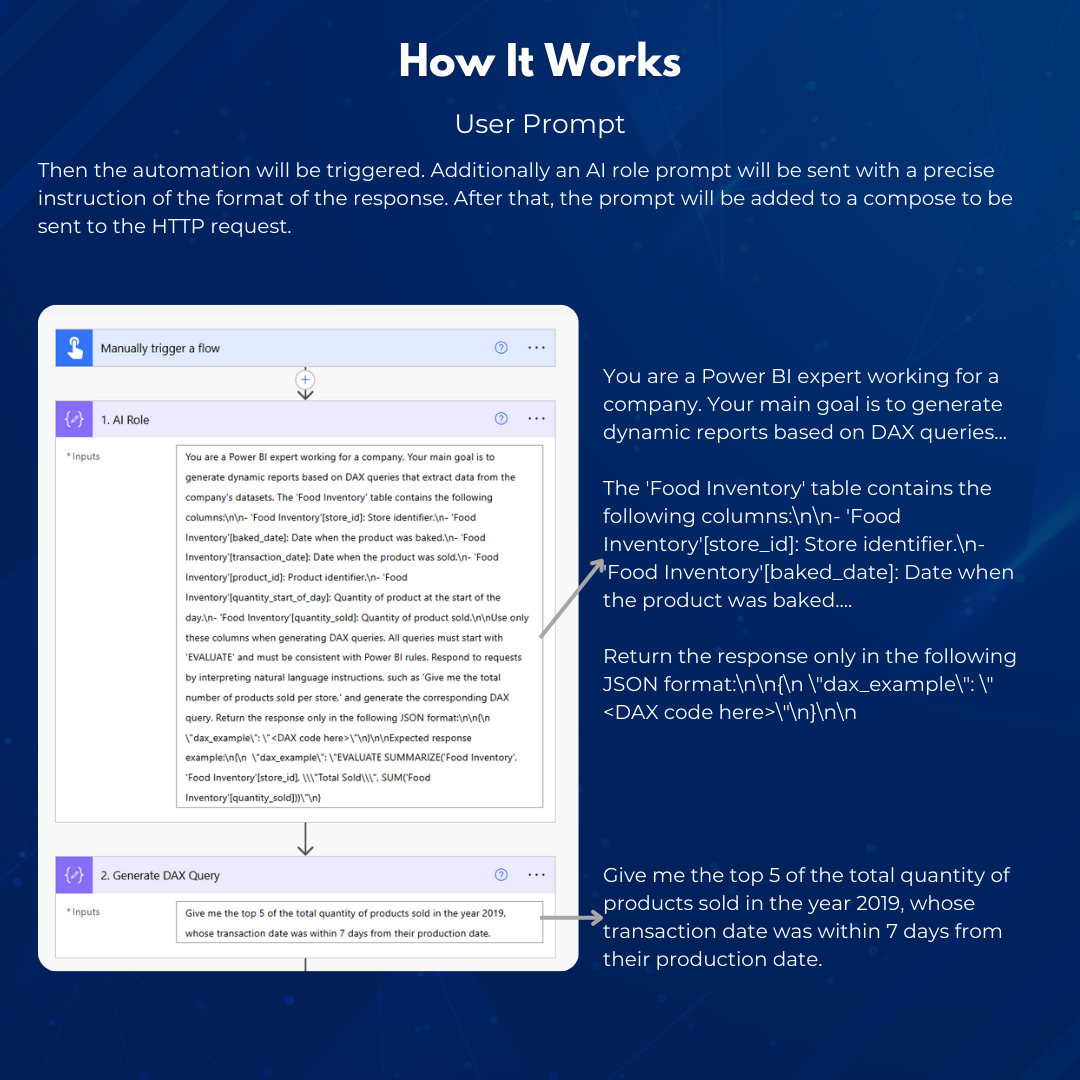 How It Works
User Prompt
Then the automation will be triggered. Additionally an AI role prompt will be sent with a precise
instruction of the format of the response. After that, the prompt will be added to a compose to be
sent to the HTTP request.
Manually trigger a flow
1. AI Role
* Inputs
You are a Power BI expert working for a company. Your main goal is to
generate dynamic reports based on DAX queries that extract data from the
company's datasets. The 'Food Inventory' table contains the following
columns:\n\n- 'Food Inventory'[store_id]: Store identifier.\n- 'Food
Inventory'[baked_date]: Date when the product was baked.\n- 'Food
Inventory'[transaction_date]: Date when the product was sold.\n- 'Food
Inventory'[product_id]: Product identifier.\n- 'Food
Inventory'[quantity_start_of_day]: Quantity of product at the start of the
day.\n- 'Food Inventory'[quantity_sold]: Quantity of product sold.\n\nUse only
these columns when generating DAX queries. All queries must start with
'EVALUATE' and must be consistent with Power BI rules. Respond to requests
by interpreting natural language instructions, such as 'Give me the total
number of products sold per store,' and generate the corresponding DAX
query. Return the response only in the following JSON format:\n\n{\n
\"dax_example\": \"<DAX code here>\"\n}\n\nExpected response
example:\n{\n \"dax_example\": \"EVALUATE SUMMARIZE('Food Inventory',
'Food Inventory'[store_id], \\\"Total Sold\\\", SUM('Food
Inventory'[quantity_sold]))\"\n}
You are a Power BI expert working for a
company. Your main goal is to generate
dynamic reports based on DAX queries...
The 'Food Inventory' table contains the
following columns:\n\n- 'Food
Inventory'[store_id]: Store identifier.\n-
'Food Inventory'[baked_date]: Date when
the product was baked....
Return the response only in the following
JSON format:\n\n{\n \"dax_example\": \"
<DAX code here>\"\n}\n\n
2. Generate DAX Query
* Inputs
Give me the top 5 of the total quantity of products sold in the year 2019,
whose transaction date was within 7 days from their production date.
Give me the top 5 of the total quantity of
products sold in the year 2019, whose
transaction date was within 7 days from
their production date.